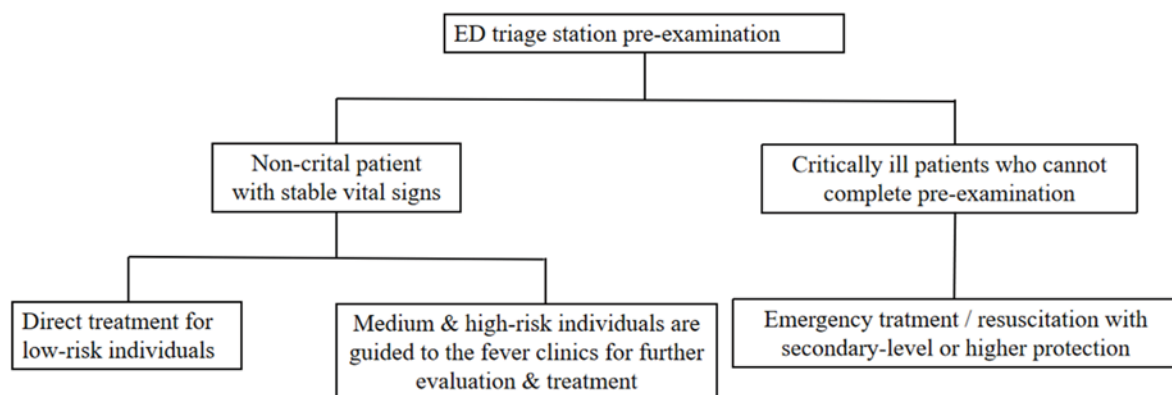 ED triage station pre-examination
Non-crital patient
with stable vital signs
Critically ill patients who cannot
complete pre-examination
Direct treatment for
low-risk individuals
Medium & high-risk individuals are
guided to the fever clinics for further
evaluation & treatment
Emergency tratment / resuscitation with
secondary-level or higher protection